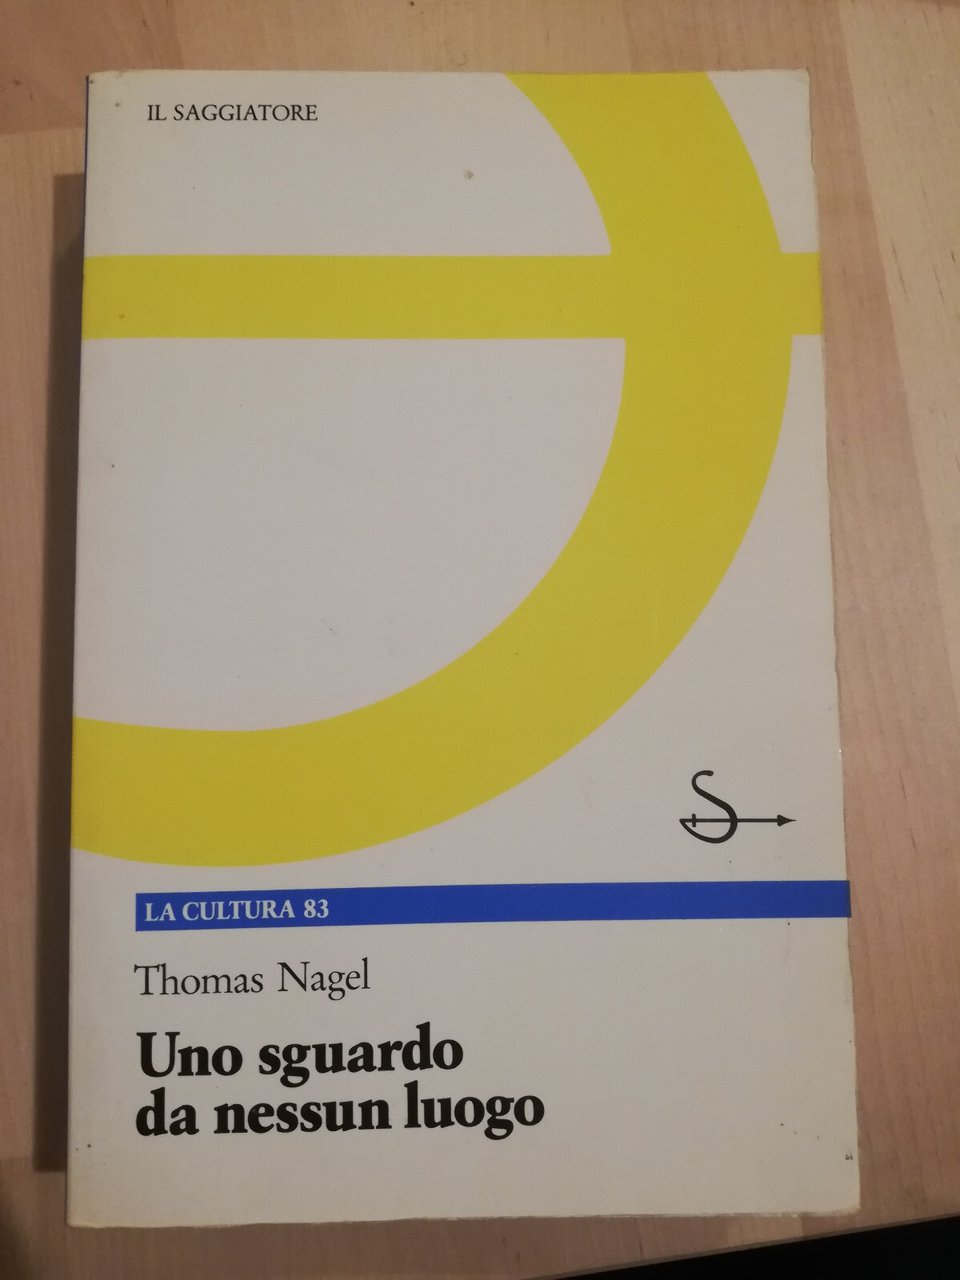 IL SAGGIATORE
LA CULTURA 83
Thomas Nagel
Uno sguardo
da nessun luogo